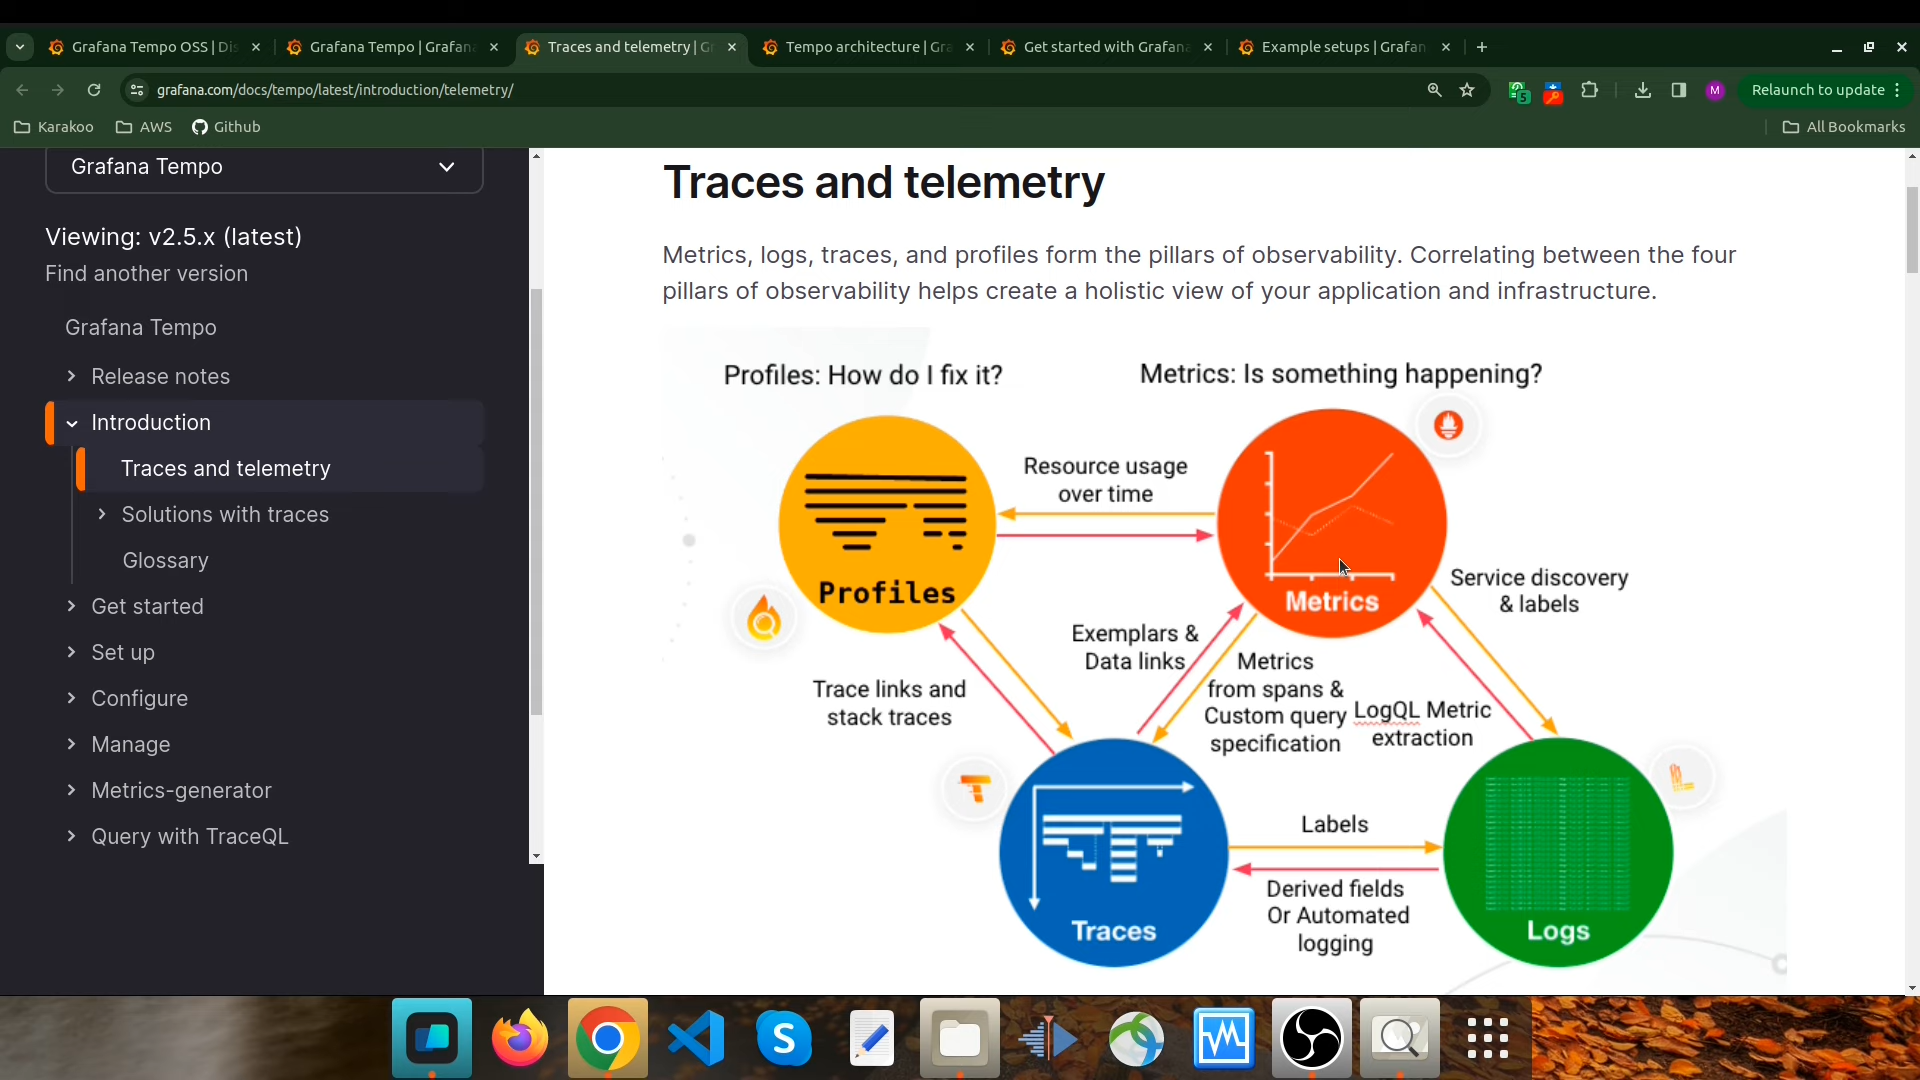 Grafana Tempo OSS | Dis
Grafana Tempo | Grafana
Traces and telemetry | Gr
Tempo architecture | Gra
Get started with Grafana
Example setups | Grafan
grafana.com/docs/tempo/latest/introduction/telemetry/
5
M
Relaunch to update
Karakoo
AWS
Github
All Bookmarks
Grafana Tempo
Viewing: v2.5.x (latest)
Find another version
Grafana Tempo
Release notes
Introduction
Traces and telemetry
Solutions with traces
Glossary
Get started
Set up
Configure
Manage
Metrics-generator
Query with TraceQL
Traces and telemetry
Metrics, logs, traces, and profiles form the pillars of observability. Correlating between the four
pillars of observability helps create a holistic view of your application and infrastructure.
Profiles: How do I fix it?
Metrics: Is something happening?
Resource usage
over time
Profiles
Metrics
Service discovery
& labels
Exemplars &
Data links
Metrics
from spans &
Custom query
specification
Trace links and
stack traces
LogQL Metric
extraction
Labels
Derived fields
Or Automated
logging
Traces
Logs
S